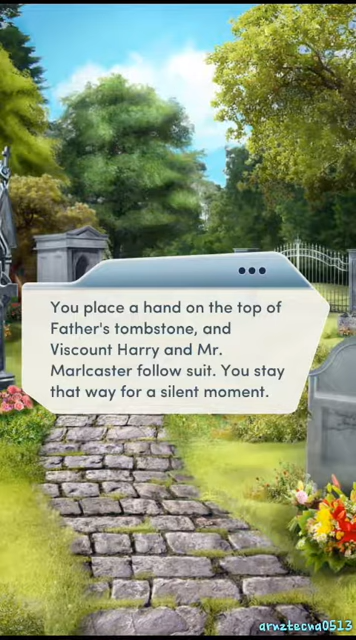 You place a hand on the top of
Father's tombstone, and
Viscount Harry and Mr.
Marlcaster follow suit. You stay
that way for a silent moment.
arnztecna0513